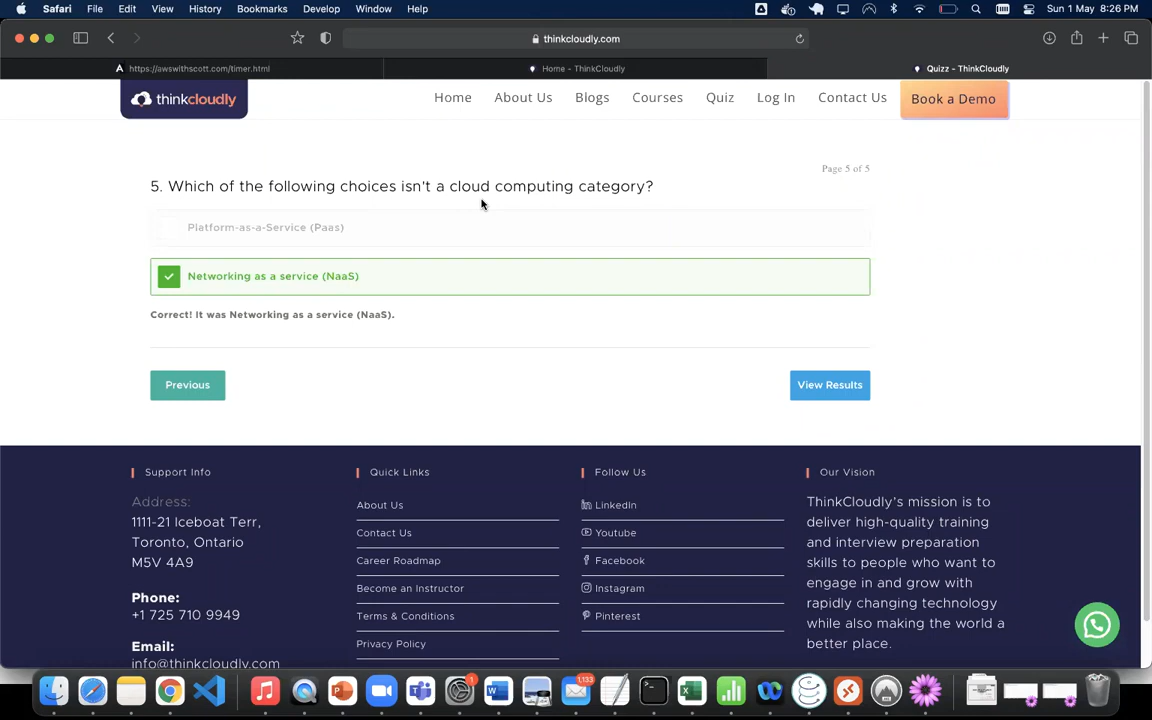 Safari File Edit View History Bookmarks Develop Window Help Sun 1 May 8:26 PM
thinkcloudly.com
https://awswithscott.com/timer.html Home - ThinkCloudly Quizz - ThinkCloudly
thinkcloudly Home About Us Blogs Courses Quiz Log In Contact Us Book a Demo
Page 5 of 5
5. Which of the following choices isn't a cloud computing category?
Platform-as-a-Service (Paas)
Networking as a service (NaaS)
Correct! It was Networking as a service (NaaS).
Previous View Results
Support Info
Address:
1111-21 Iceboat Terr,
Toronto, Ontario
M5V 4A9
Phone:
+1 725 710 9949
Email:
info@thinkcloudly.com
Quick Links
About Us
Contact Us
Career Roadmap
Become an Instructor
Terms & Conditions
Privacy Policy
Follow Us
LinkedIn
Youtube
Facebook
Instagram
Pinterest
Our Vision
ThinkCloudly's mission is to
deliver high-quality training
and interview preparation
skills to people who want to
engage in and grow with
rapidly changing technology
while also making the world a
better place.
1
1,133